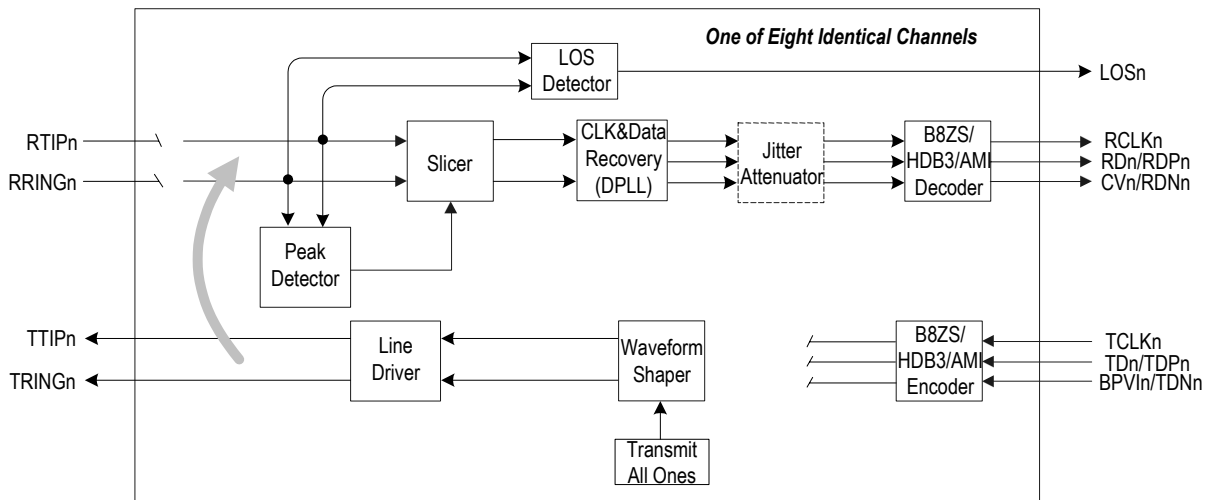 One of Eight Identical Channels
LOS
Detector
LOSn
RTIPn
RRINGn
Slicer
CLK&Data
Recovery
(DPLL)
Jitter
Attenuator
B8ZS/
HDB3/AMI
Decoder
RCLKn
RDn/RDPn
CVn/RDNn
Peak
Detector
TTIPn
TRINGn
Line
Driver
Waveform
Shaper
B8ZS/
HDB3/AMI
Encoder
TCLKn
TDn/TDPn
BPVIn/TDNn
Transmit
All Ones